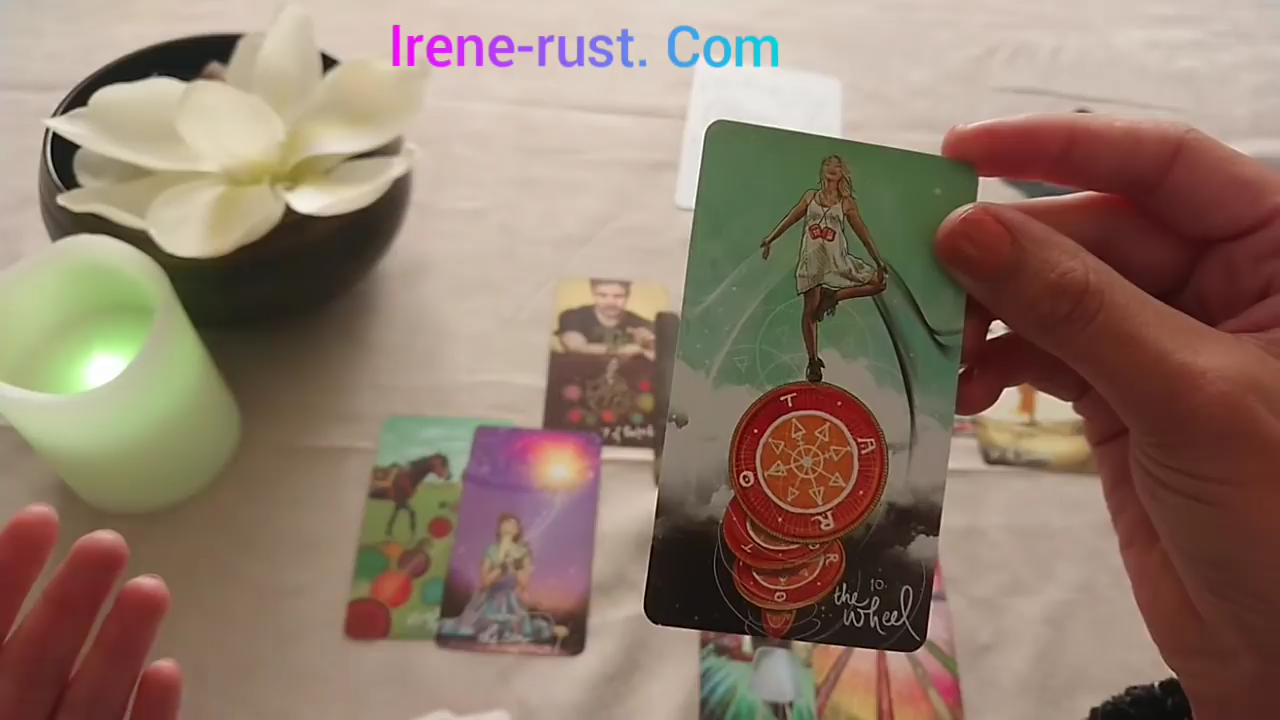 Irene-rust. Com
T
A
R
O
T
R
O
10.
the
wheel